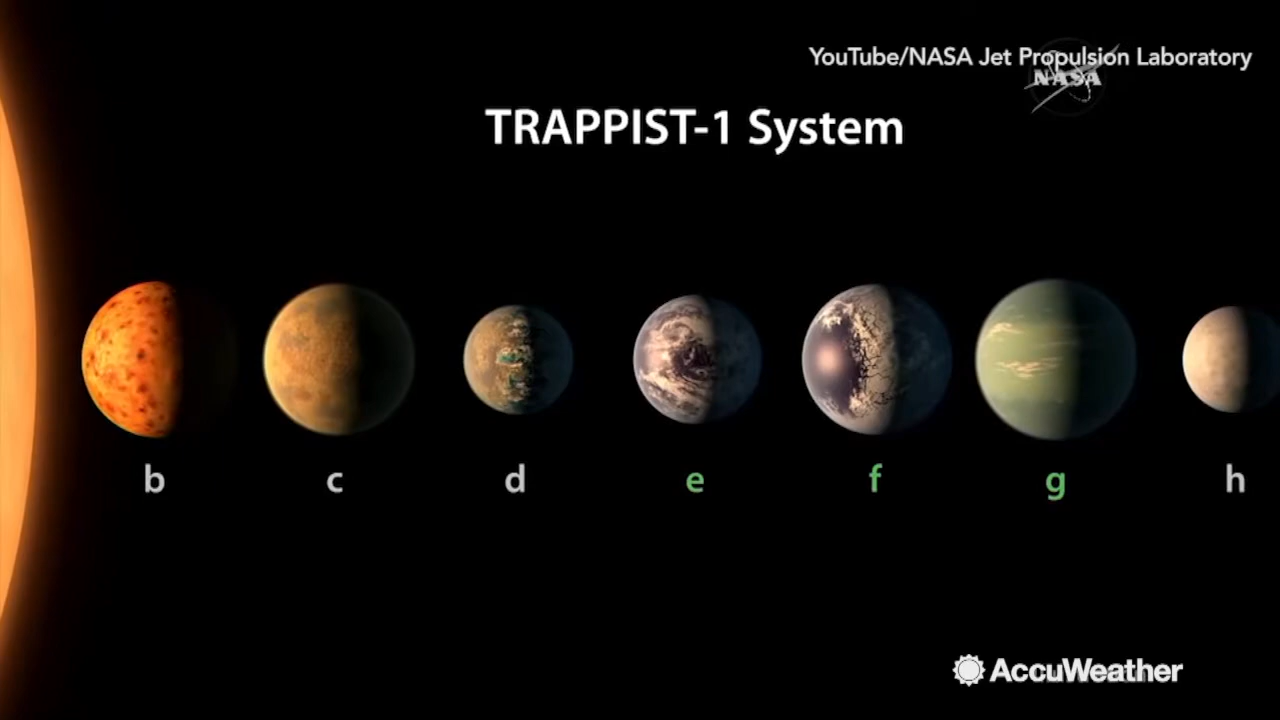 YouTube/NASA Jet Propulsion Laboratory
NASA
TRAPPIST-1 System
b c d e f g h
AccuWeather